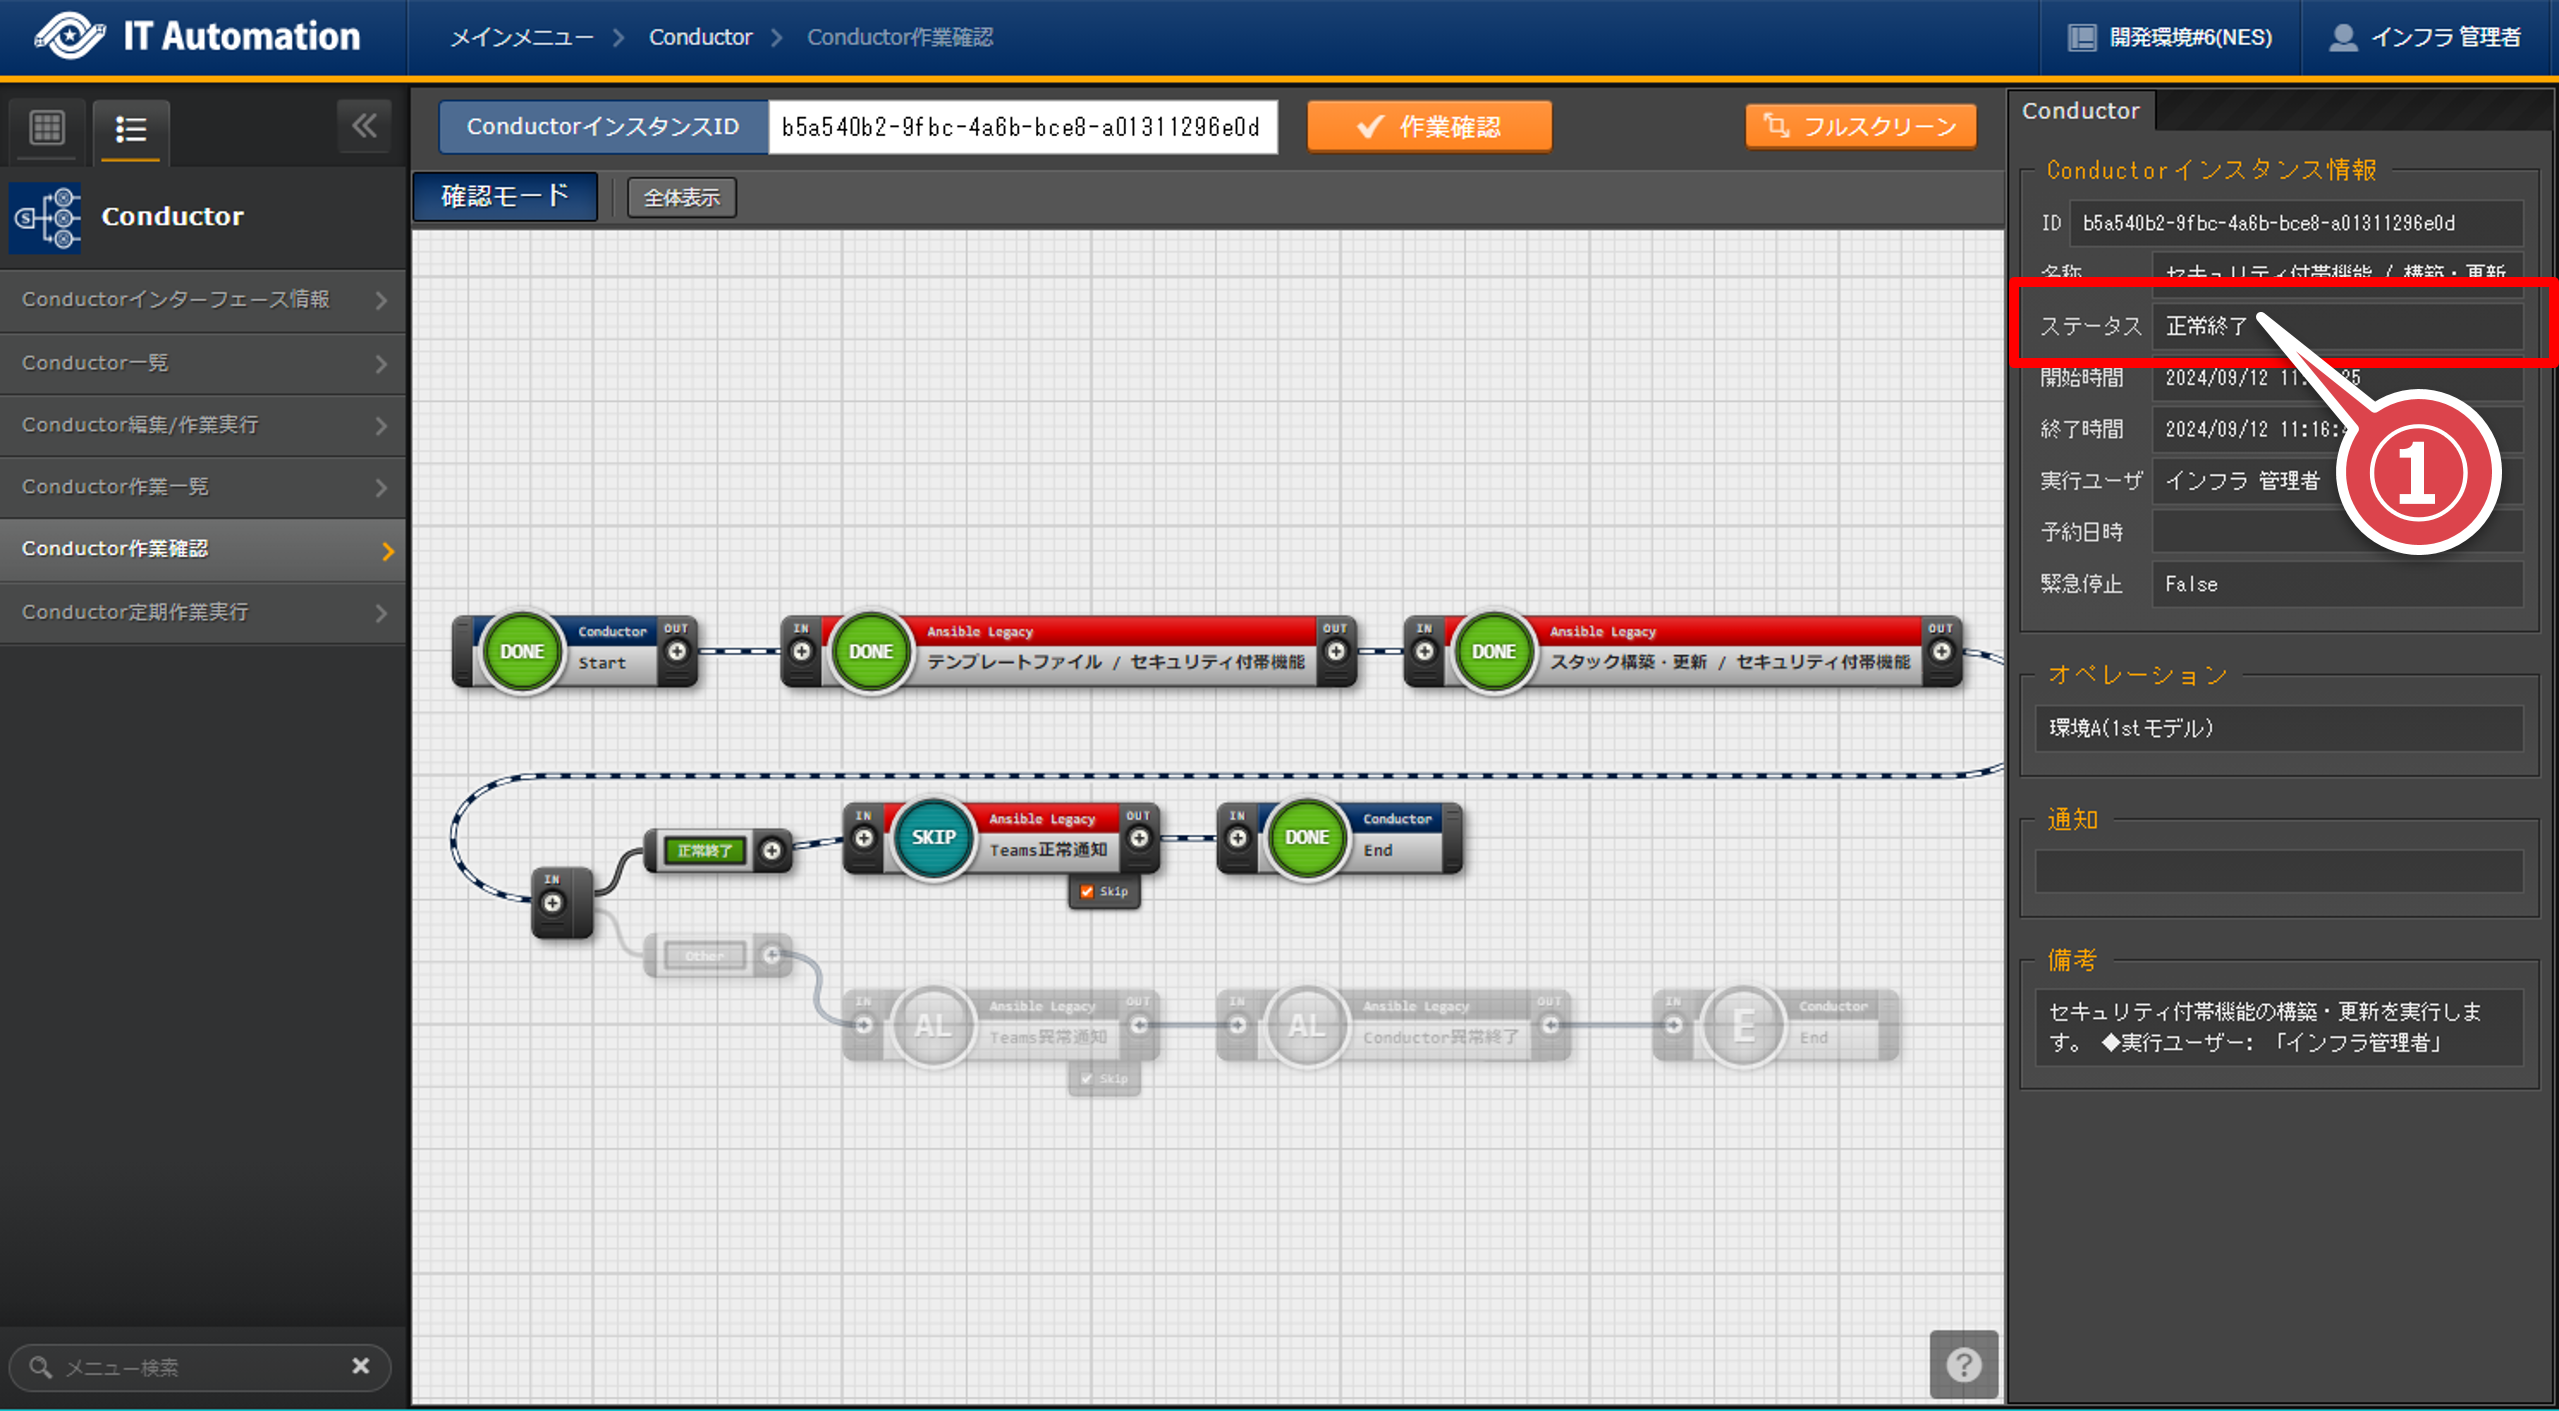 IT Automation
メインメニュー > Conductor > Conductor作業確認
開発環境#6(NES)
インフラ 管理者
ConductorインスタンスID
b5a540b2-9fbc-4a6b-bce8-a01311296e0d
作業確認
フルスクリーン
確認モード
全体表示
Conductor
Conductorインターフェース情報
Conductor一覧
Conductor編集/作業実行
Conductor作業一覧
Conductor作業確認
Conductor定期作業実行
メニュー検索
DONE
Conductor
Start
OUT
IN
DONE
Ansible Legacy
テンプレートファイル / セキュリティ付帯機能
OUT
IN
DONE
Ansible Legacy
スタック構築・更新 / セキュリティ付帯機能
OUT
IN
正常終了
IN
SKIP
Ansible Legacy
Teams正常通知
OUT
Skip
IN
DONE
Conductor
End
Other
IN
AL
Ansible Legacy
Teams異常通知
OUT
Skip
IN
AL
Ansible Legacy
Conductor異常終了
OUT
IN
E
Conductor
End
?
Conductor
Conductorインスタンス情報
ID b5a540b2-9fbc-4a6b-bce8-a01311296e0d
名称 セキュリティ付帯機能 / 構築・更新
ステータス 正常終了
開始時間 2024/09/12
終了時間 2024/09/12 11:16:
実行ユーザ インフラ 管理者
予約日時
緊急停止 False
①
オペレーション
環境A(1stモデル)
通知
備考
セキュリティ付帯機能の構築・更新を実行しま
す。 ◆実行ユーザー: 「インフラ管理者」